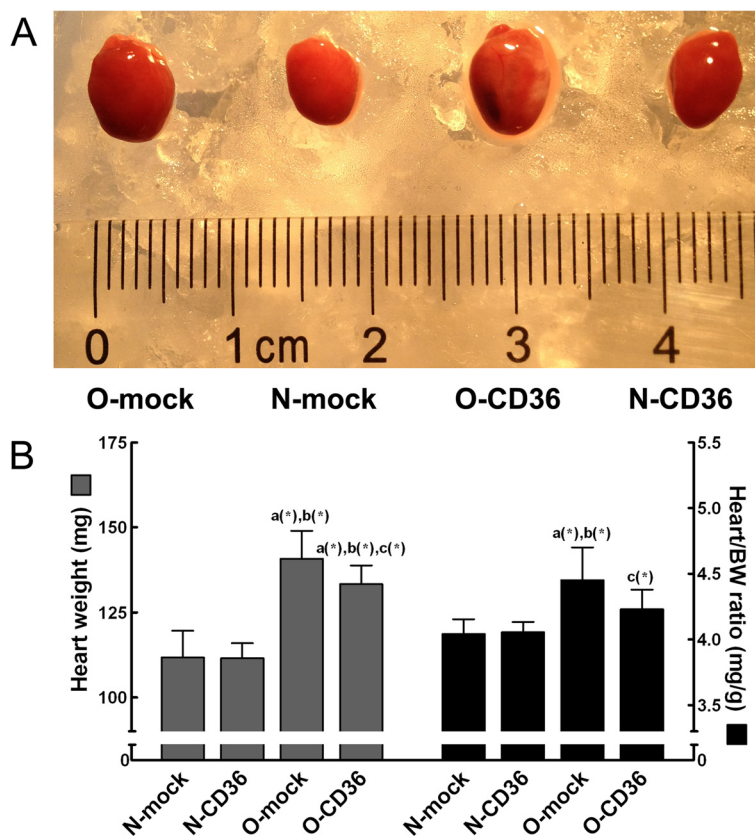 A
0 1 cm 2 3 4
O-mock N-mock O-CD36 N-CD36
B
Heart weight (mg)
175
150
125
100
0
a(*),b(*)
a(*),b(*),c(*)
a(*),b(*)
c(*)
5.5
5.0
4.5
4.0
3.5
0
Heart/BW
ratio (mg/g)
N-mock
N-CD36
O-mock
O-CD36
N-mock
N-CD36
O-mock
O-CD36